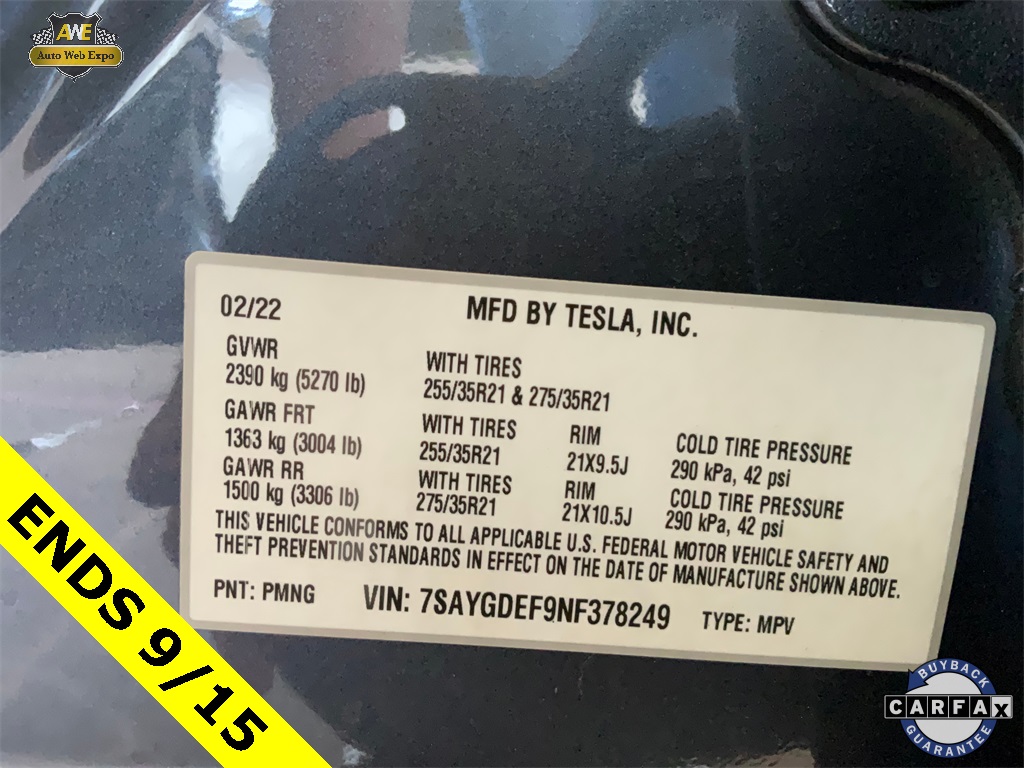 AWE
Auto Web Expo
02/22 MFD BY TESLA, INC.
GVWR
2390 kg (5270 lb)
WITH TIRES
255/35R21 & 275/35R21
GAWR FRT
1363 kg (3004 lb)
WITH TIRES
255/35R21
RIM
21X9.5J
COLD TIRE PRESSURE
290 kPa, 42 psi
GAWR RR
1500 kg (3306 lb)
WITH TIRES
275/35R21
RIM
21X10.5J
COLD TIRE PRESSURE
290 kPa, 42 psi
THIS VEHICLE CONFORMS TO ALL APPLICABLE U.S. FEDERAL MOTOR VEHICLE SAFETY AND
THEFT PREVENTION STANDARDS IN EFFECT ON THE DATE OF MANUFACTURE SHOWN ABOVE.
PNT: PMNG VIN: 7SAYGDEF9NF378249 TYPE: MPV
ENDS 9/15
BUYBACK
CARFAX
GUARANTEE